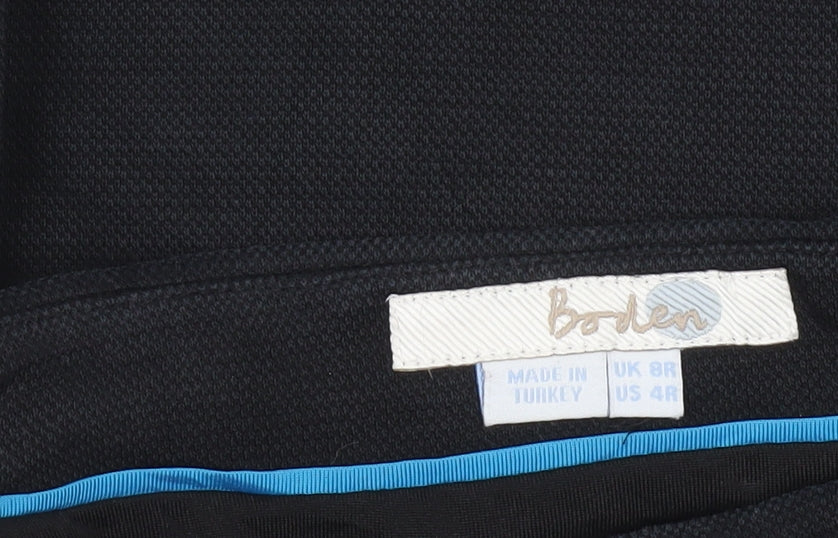 Boden
MADE IN
TURKEY
UK 8R
US 4R